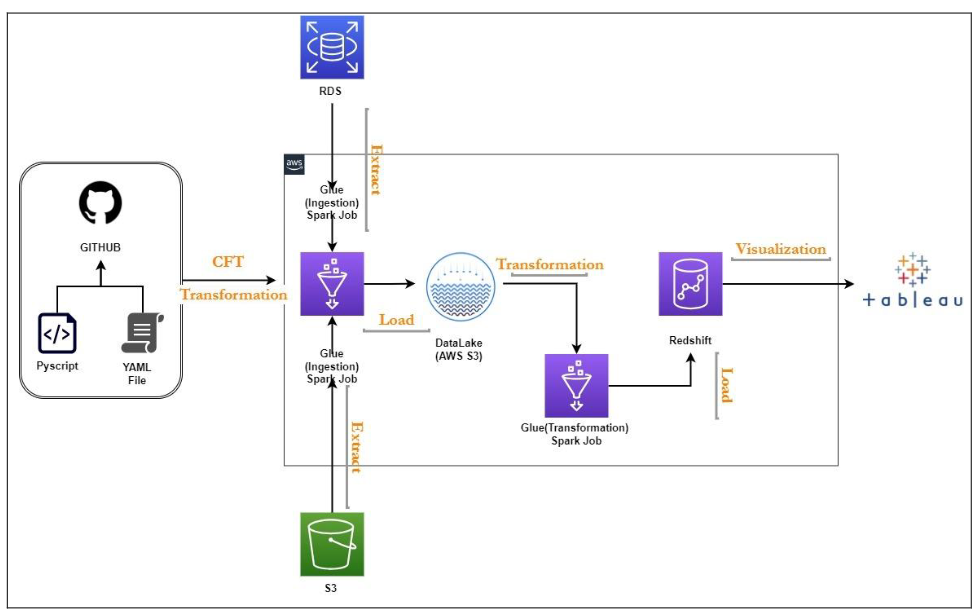 RDS
Extract
aws
Glue
(Ingestion)
Spark Job
GITHUB
CFT
Transformation
Pyscript
YAML
File
Load
DataLake
(AWS S3)
Transformation
Redshift
Visualization
+ableau
Glue
(Ingestion)
Spark Job
Glue(Transformation)
Spark Job
Load
Extract
S3